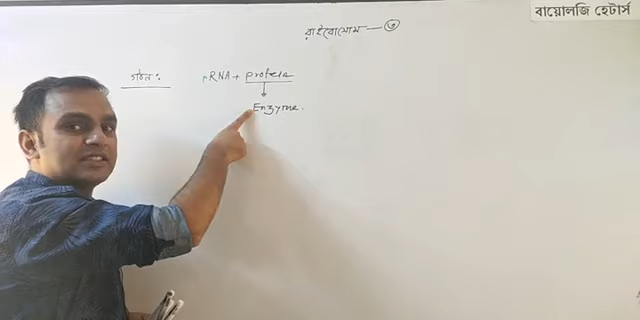 বায়োলজি হেটার্স
রাইবোসোম — ৩
গঠন : rRNA + protein
↓
Enzyme.